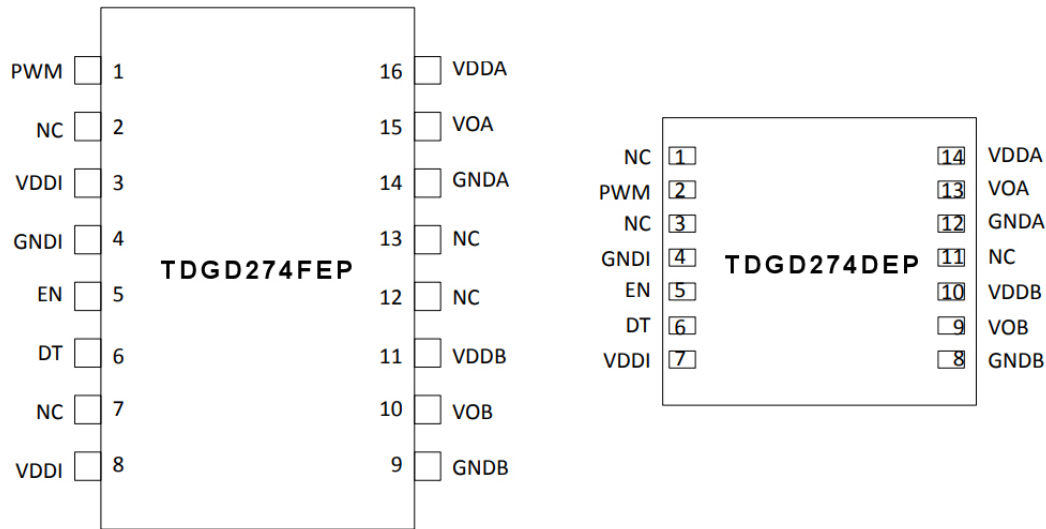 PWM 1 16 VDDA
NC 2 15 VOA
VDDI 3 14 GNDA
GNDI 4 13 NC
TDGD274FEP
EN 5 12 NC
DT 6 11 VDDB
NC 7 10 VOB
VDDI 8 9 GNDB
NC 1 14 VDDA
PWM 2 13 VOA
NC 3 12 GNDA
GNDI 4 TDGD274DEP 11 NC
EN 5 10 VDDB
DT 6 9 VOB
VDDI 7 8 GNDB